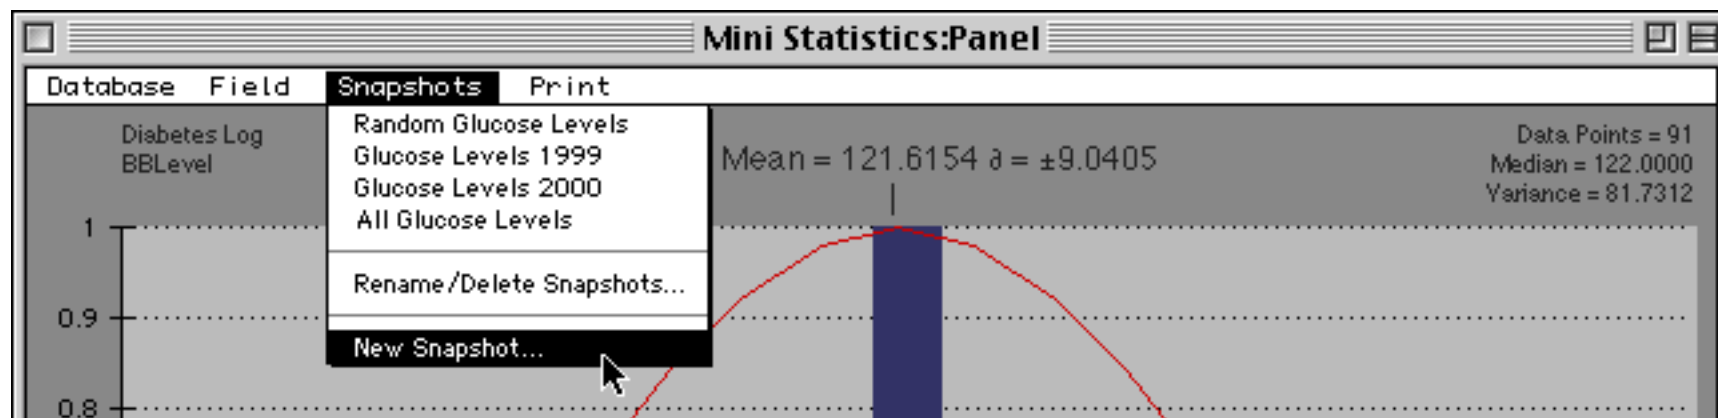 Mini Statistics:Panel
Database Field Snapshots Print
Random Glucose Levels
Glucose Levels 1999
Glucose Levels 2000
All Glucose Levels
Rename/Delete Snapshots...
New Snapshot...
Diabetes Log
BBLevel
Mean = 121.6154 ∂ = ±9.0405
Data Points = 91
Median = 122.0000
Variance = 81.7312
1
0.9
0.8